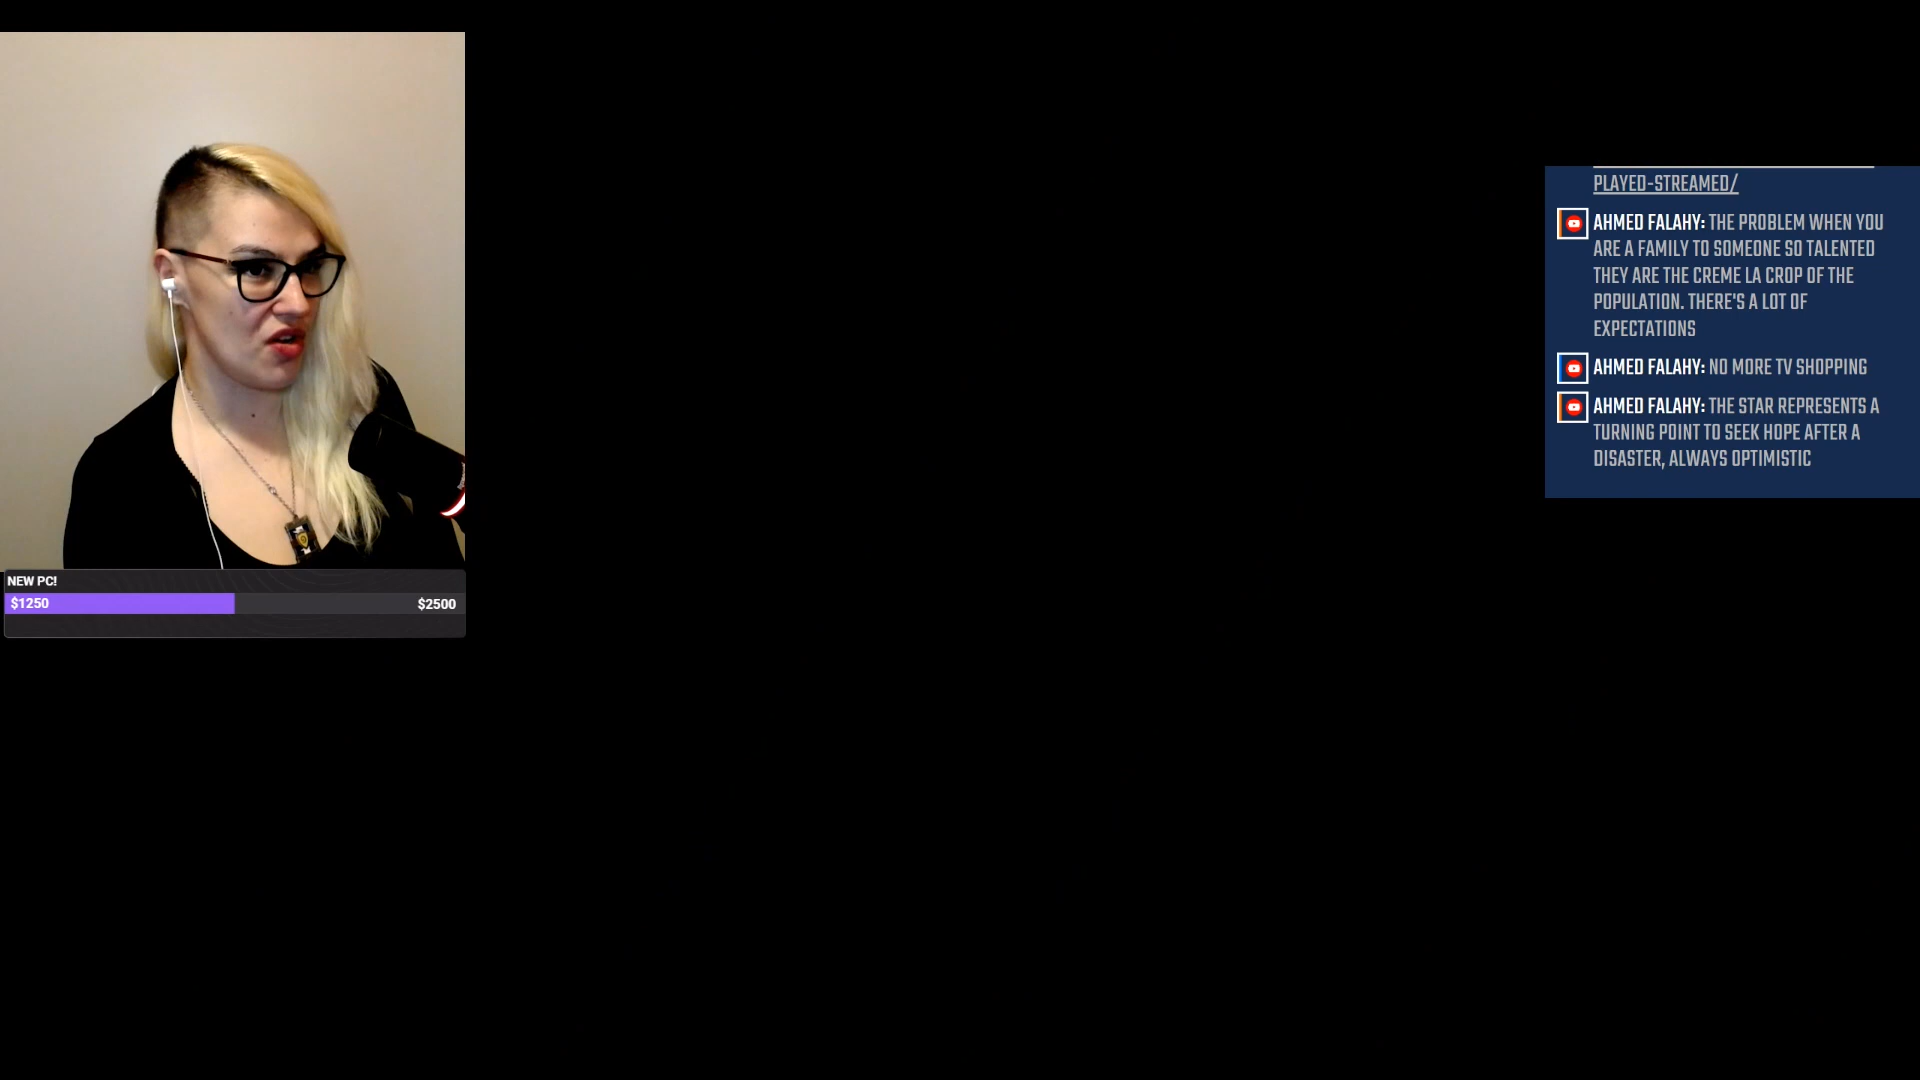 NEW PC!
$1250 $2500
PLAYED-STREAMED/
AHMED FALAHY: THE PROBLEM WHEN YOU
ARE A FAMILY TO SOMEONE SO TALENTED
THEY ARE THE CREME LA CROP OF THE
POPULATION. THERE'S A LOT OF
EXPECTATIONS
AHMED FALAHY: NO MORE TV SHOPPING
AHMED FALAHY: THE STAR REPRESENTS A
TURNING POINT TO SEEK HOPE AFTER A
DISASTER, ALWAYS OPTIMISTIC